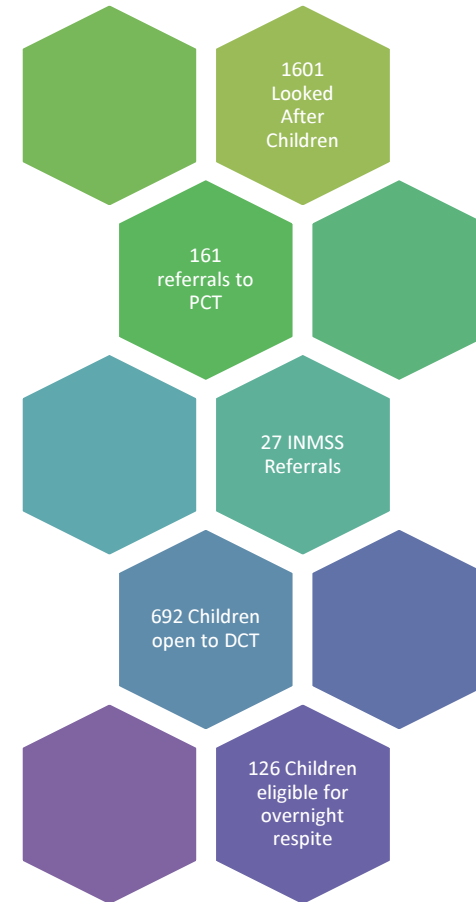 1601
Looked
After
Children
161
referrals to
PCT
27 INMSS
Referrals
692 Children
open to DCT
126 Children
eligible for
overnight
respite